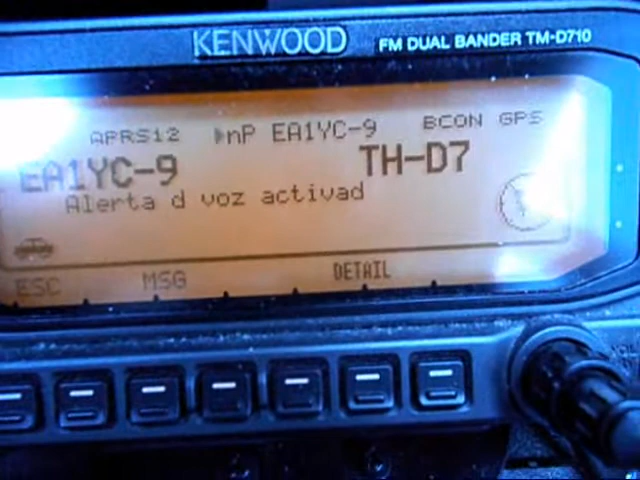 KENWOOD FM DUAL BANDER TM-D710
APRS12 nP EA1YC-9 BCON GPS
EA1YC-9 TH-D7
Alerta d voz activad
ESC MSG DETAIL